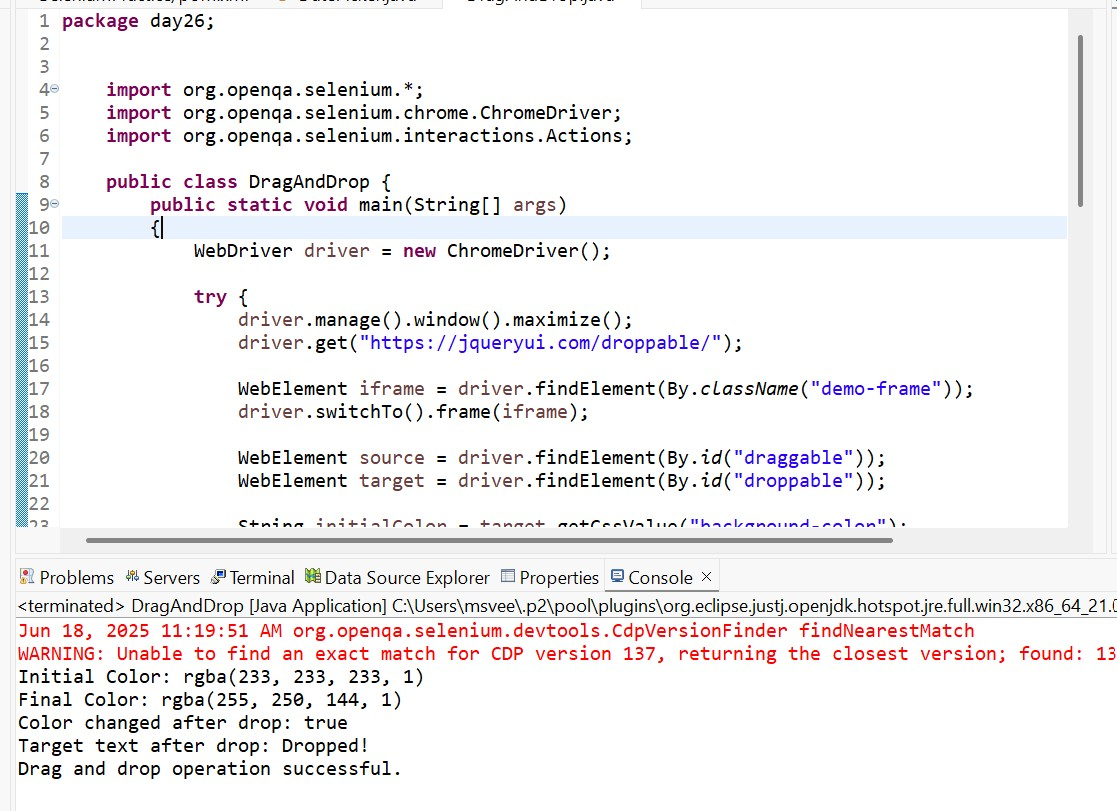 1 package day26;
2
3
4 import org.openqa.selenium.*;
5 import org.openqa.selenium.chrome.ChromeDriver;
6 import org.openqa.selenium.interactions.Actions;
7
8 public class DragAndDrop {
9 public static void main(String[] args)
10 {
11 WebDriver driver = new ChromeDriver();
12
13 try {
14 driver.manage().window().maximize();
15 driver.get("https://jqueryui.com/droppable/");
16
17 WebElement iframe = driver.findElement(By.className("demo-frame"));
18 driver.switchTo().frame(iframe);
19
20 WebElement source = driver.findElement(By.id("draggable"));
21 WebElement target = driver.findElement(By.id("droppable"));
22
23 String initialColor = target.getCssValue("background-color");
Problems Servers Terminal Data Source Explorer Properties Console
<terminated> DragAndDrop [Java Application] C:\Users\msvee\.p2\pool\plugins\org.eclipse.justj.openjdk.hotspot.jre.full.win32.x86_64_21.0
Jun 18, 2025 11:19:51 AM org.openqa.selenium.devtools.CdpVersionFinder findNearestMatch
WARNING: Unable to find an exact match for CDP version 137, returning the closest version; found: 13
Initial Color: rgba(233, 233, 233, 1)
Final Color: rgba(255, 250, 144, 1)
Color changed after drop: true
Target text after drop: Dropped!
Drag and drop operation successful.